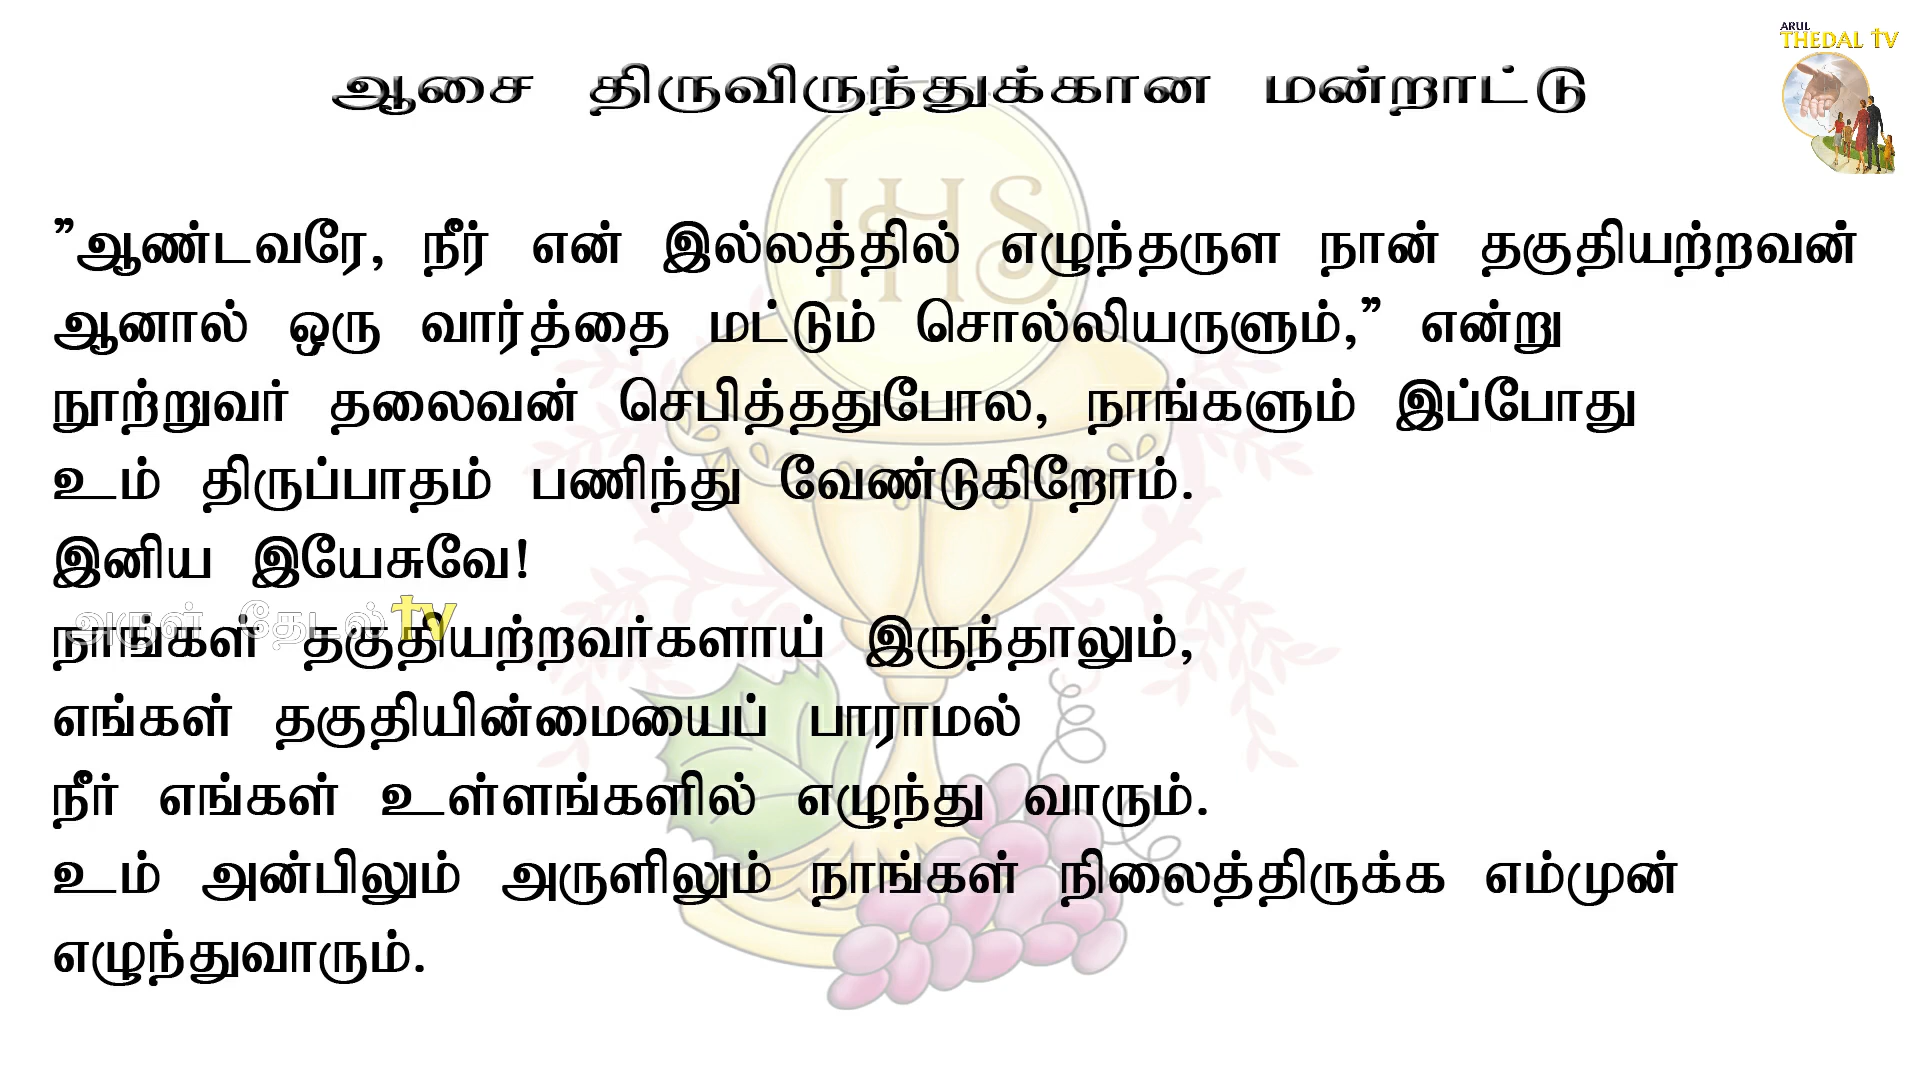 ARUL
THEDAL TV
ஆசை திருவிருந்துக்கான மன்றாட்டு
"ஆண்டவரே, நீர் என் இல்லத்தில் எழுந்தருள நான் தகுதியற்றவன்
ஆனால் ஒரு வார்த்தை மட்டும் சொல்லியருளும்," என்று
நூற்றுவர் தலைவன் செபித்ததுபோல, நாங்களும் இப்போது
உம் திருப்பாதம் பணிந்து வேண்டுகிறோம்.
இனிய இயேசுவே!
அருள் தேடல் tv
நாங்கள் தகுதியற்றவர்களாய் இருந்தாலும்,
எங்கள் தகுதியின்மையைப் பாராமல்
நீர் எங்கள் உள்ளங்களில் எழுந்து வாரும்.
உம் அன்பிலும் அருளிலும் நாங்கள் நிலைத்திருக்க எம்முன்
எழுந்துவாரும்.
IHS